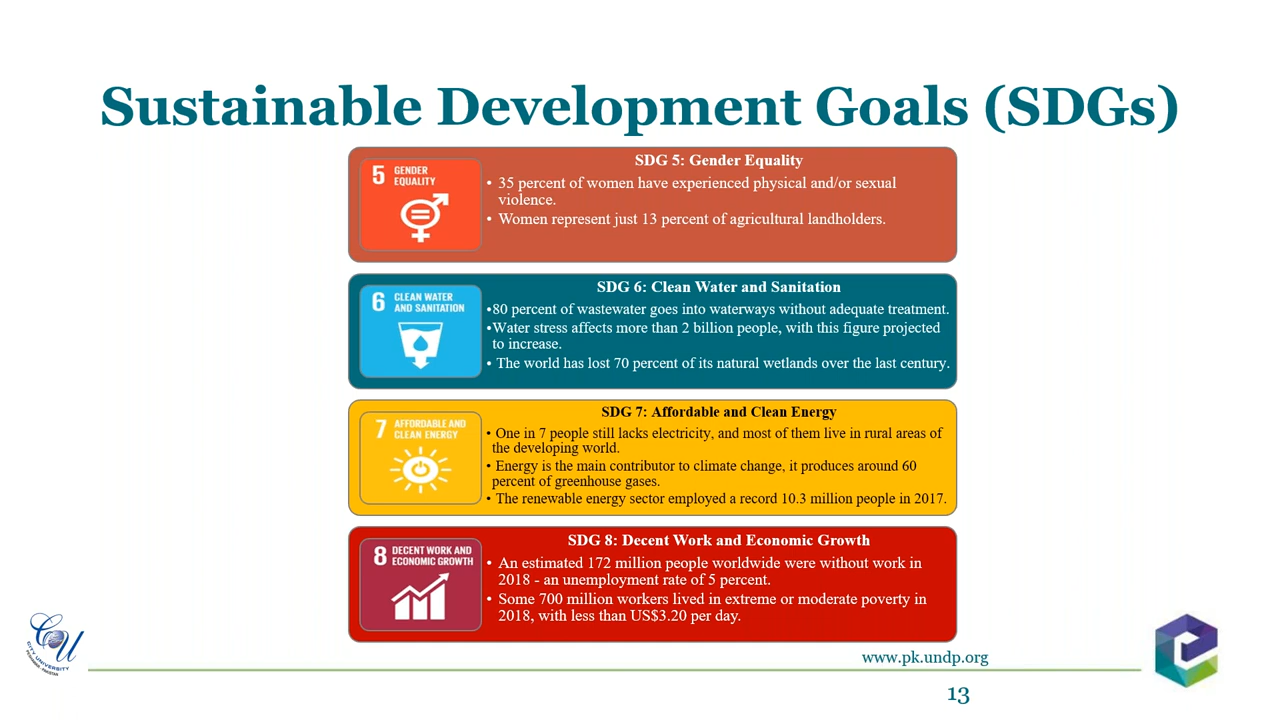 Sustainable Development Goals (SDGs)
5 GENDER
EQUALITY
SDG 5: Gender Equality
• 35 percent of women have experienced physical and/or sexual
violence.
• Women represent just 13 percent of agricultural landholders.
6 CLEAN WATER
AND SANITATION
SDG 6: Clean Water and Sanitation
•80 percent of wastewater goes into waterways without adequate treatment.
•Water stress affects more than 2 billion people, with this figure projected
to increase.
• The world has lost 70 percent of its natural wetlands over the last century.
7 AFFORDABLE AND
CLEAN ENERGY
SDG 7: Affordable and Clean Energy
• One in 7 people still lacks electricity, and most of them live in rural areas of
the developing world.
• Energy is the main contributor to climate change, it produces around 60
percent of greenhouse gases.
• The renewable energy sector employed a record 10.3 million people in 2017.
8 DECENT WORK AND
ECONOMIC GROWTH
SDG 8: Decent Work and Economic Growth
• An estimated 172 million people worldwide were without work in
2018 - an unemployment rate of 5 percent.
• Some 700 million workers lived in extreme or moderate poverty in
2018, with less than US$3.20 per day.
CU
CITY UNIVERSITY
www.pk.undp.org
13